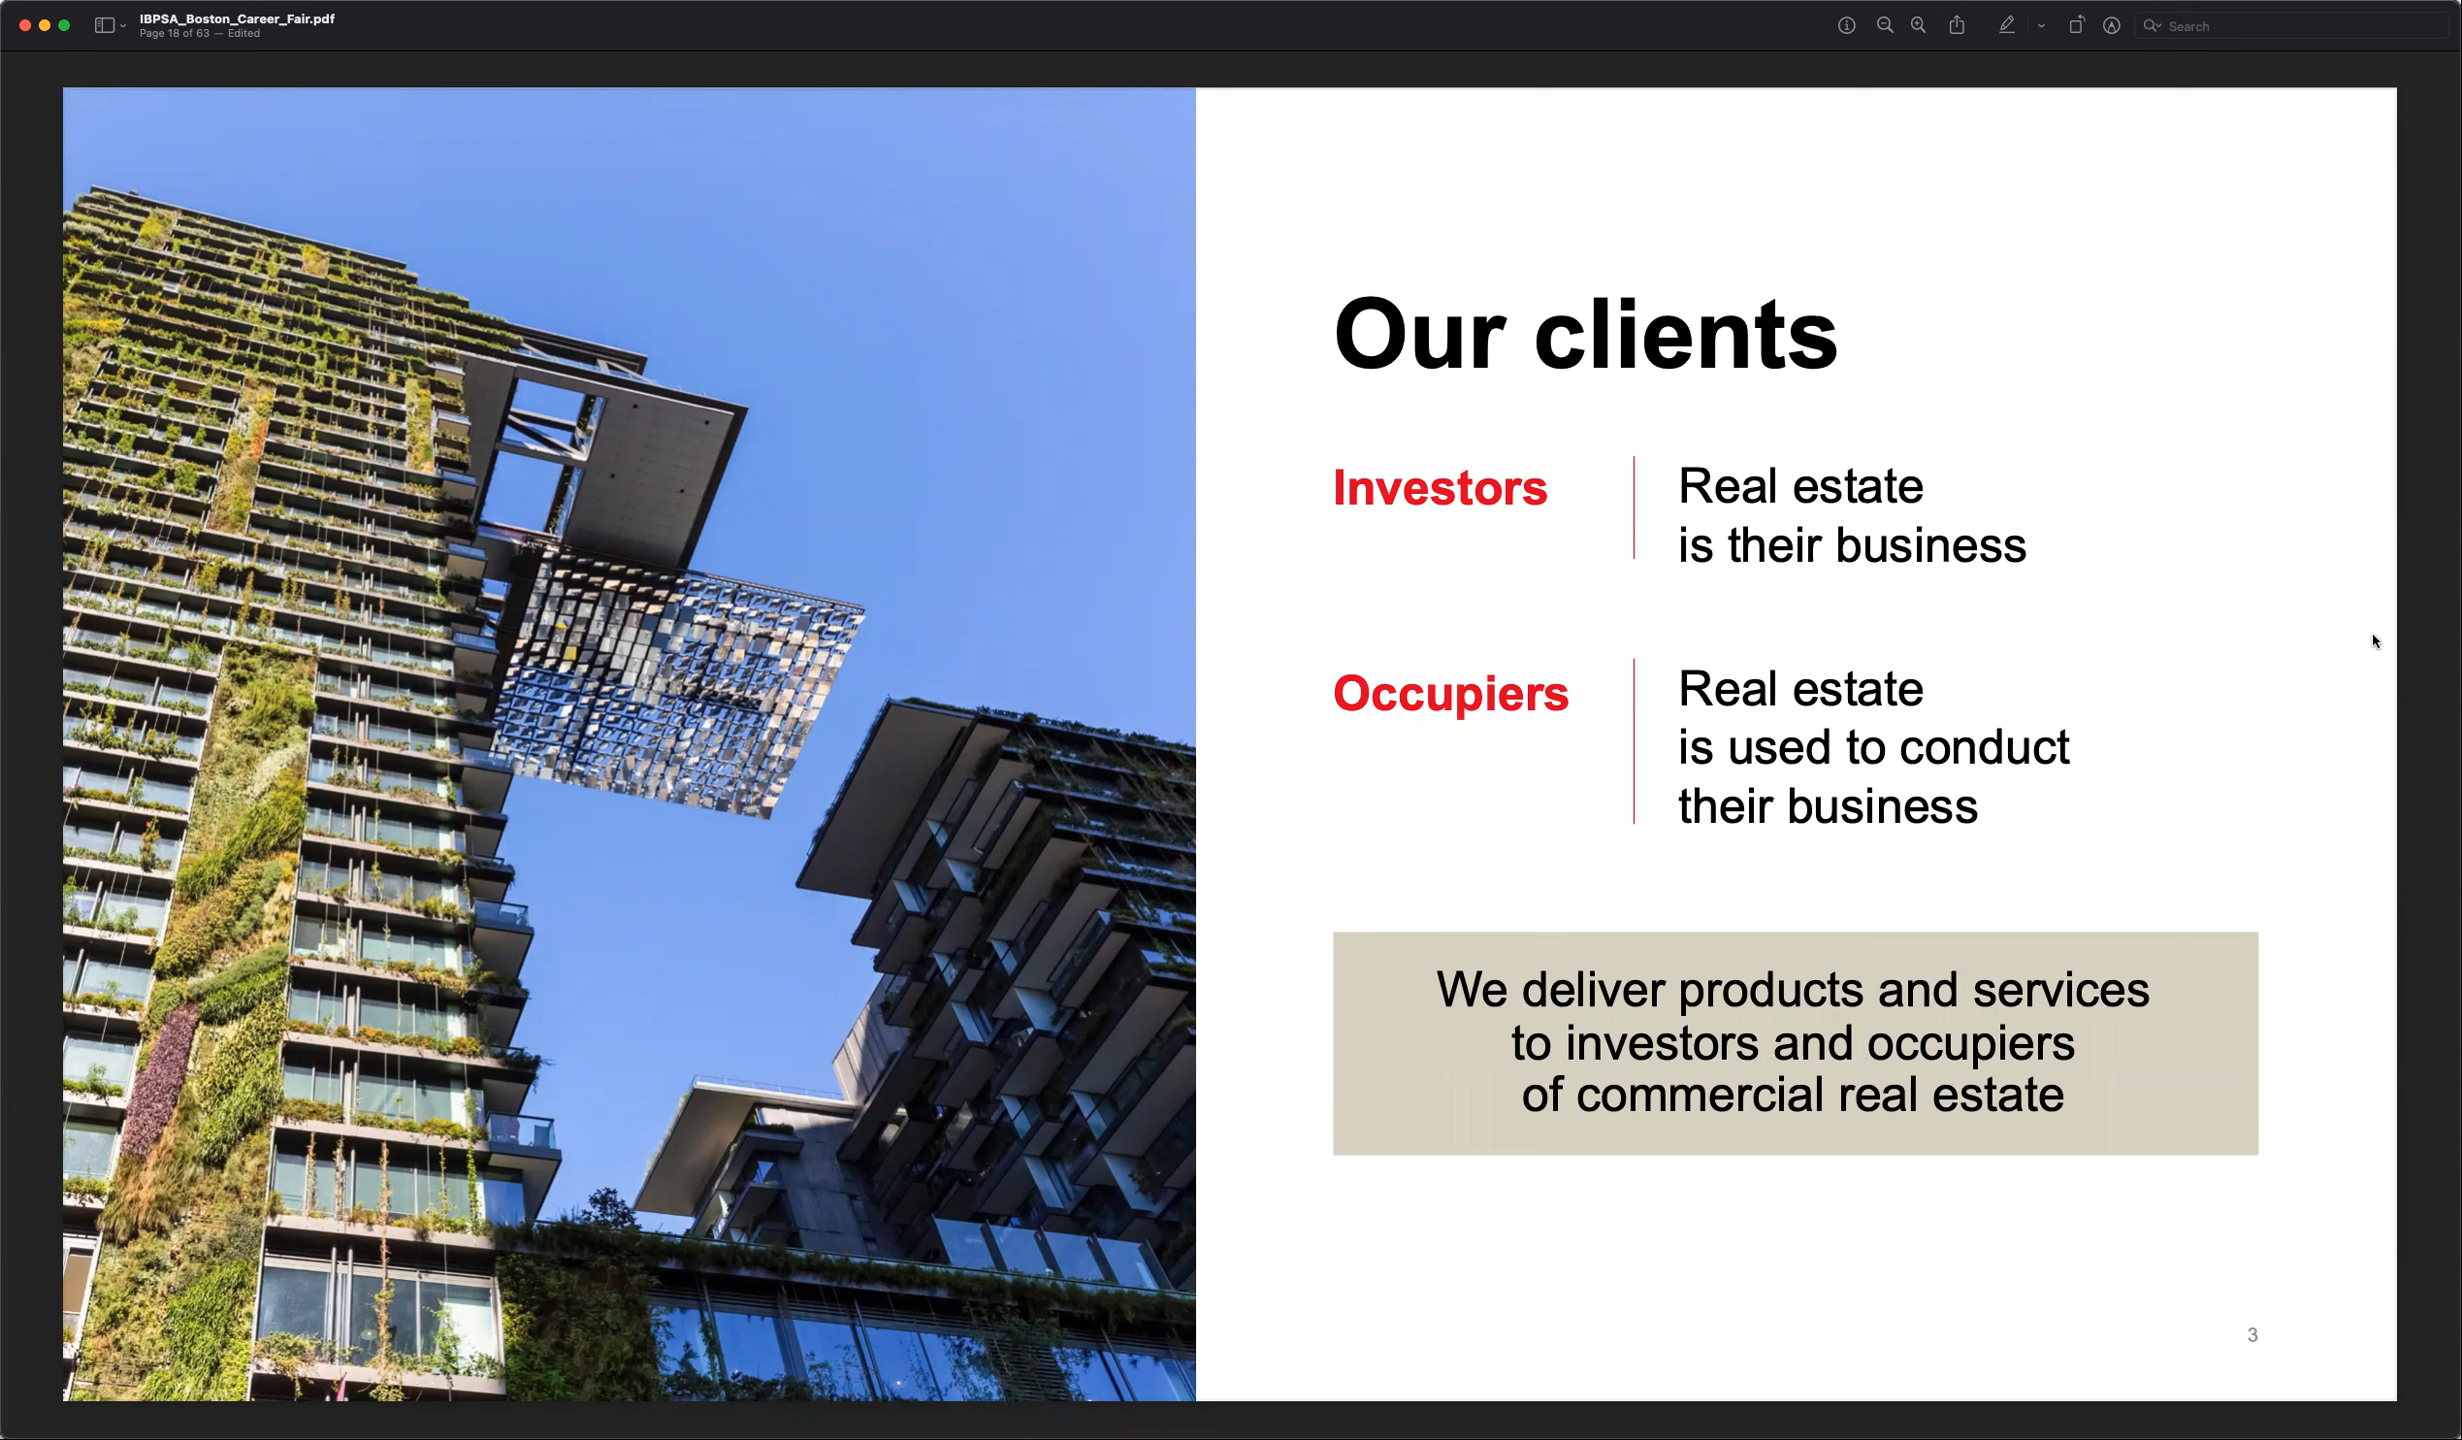 IBPSA_Boston_Career_Fair.pdf
Page 18 of 63 — Edited
Search
Our clients
Investors
Real estate
is their business
Occupiers
Real estate
is used to conduct
their business
We deliver products and services
to investors and occupiers
of commercial real estate
3